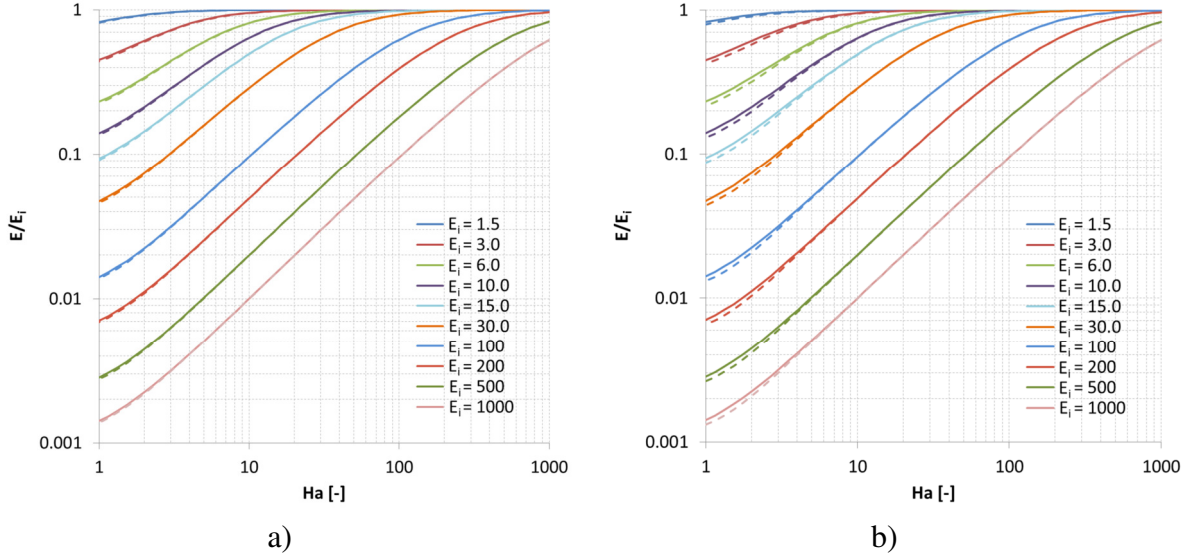 1
0.1
0.01
0.001
E/Ei
1 10 100 1000
Ha [-]
Ei = 1.5
Ei = 3.0
Ei = 6.0
Ei = 10.0
Ei = 15.0
Ei = 30.0
Ei = 100
Ei = 200
Ei = 500
Ei = 1000
a)
1
0.1
0.01
0.001
E/Ei
1 10 100 1000
Ha [-]
Ei = 1.5
Ei = 3.0
Ei = 6.0
Ei = 10.0
Ei = 15.0
Ei = 30.0
Ei = 100
Ei = 200
Ei = 500
Ei = 1000
b)